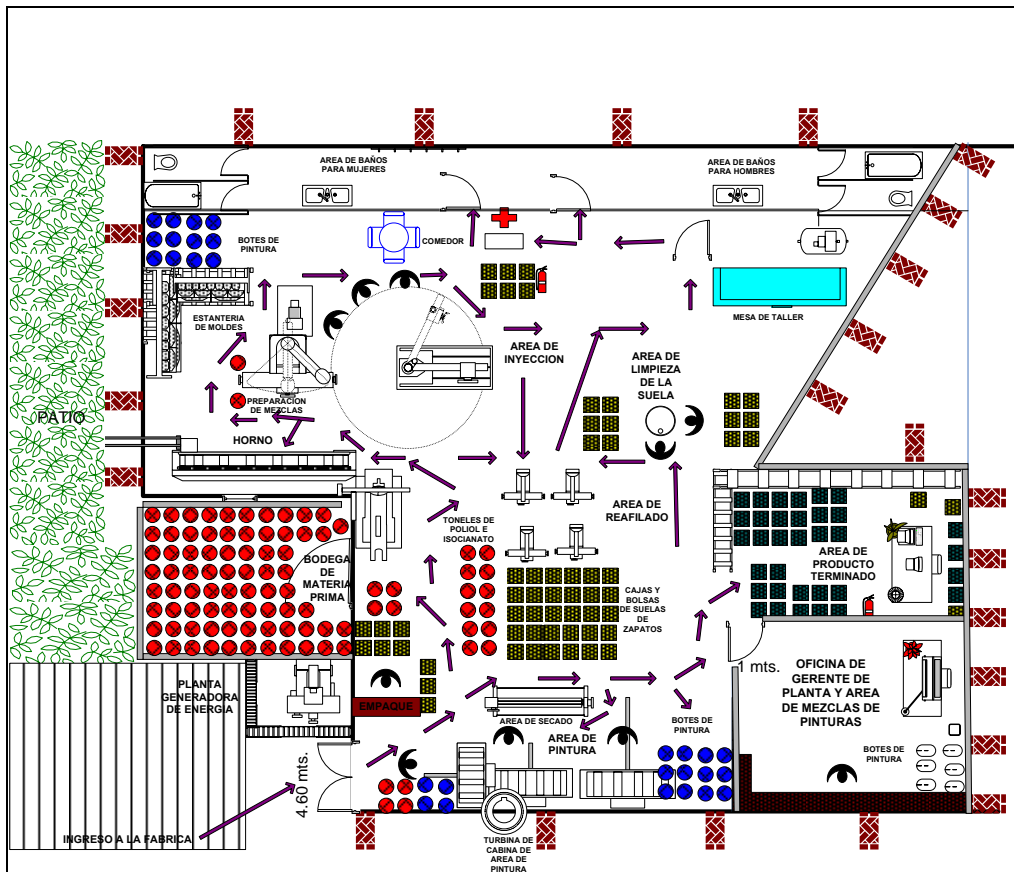 AREA DE BAÑOS
PARA MUJERES
AREA DE BAÑOS
PARA HOMBRES
BOTES DE
PINTURA
COMEDOR
ESTANTERIA
DE MOLDES
MESA DE TALLER
AREA DE
INYECCION
AREA DE
LIMPIEZA
DE LA
SUELA
PREPARACION
DE MEZCLAS
PATIO
HORNO
AREA DE
REAFILADO
TONELES DE
POLIOL E
ISOCIANATO
BODEGA
DE
MATERIA
PRIMA
AREA DE
PRODUCTO
TERMINADO
CAJAS Y
BOLSAS
DE SUELAS
DE
ZAPATOS
1 mts.
OFICINA DE
GERENTE DE
PLANTA Y AREA
DE MEZCLAS DE
PINTURAS
PLANTA
GENERADORA
DE ENERGIA
EMPAQUE
AREA DE SECADO
AREA DE
PINTURA
BOTES DE
PINTURA
BOTES DE
PINTURA
4.60 mts.
INGRESO A LA FABRICA
TURBINA DE
CABINA DE
AREA DE
PINTURA